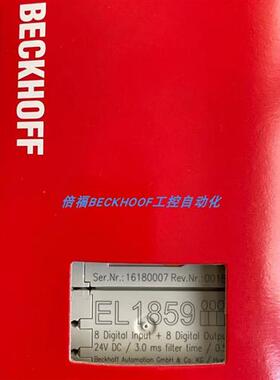 BECKHOFF
倍福BECKHOOF工控自动化
Ser.Nr.: 16180007 Rev.Nr.:
EL1859
8 Digital Input + 8 Digital
24V DC / 3.0 ms filter time /
Beckhoff Automation GmbH & Co. KG /